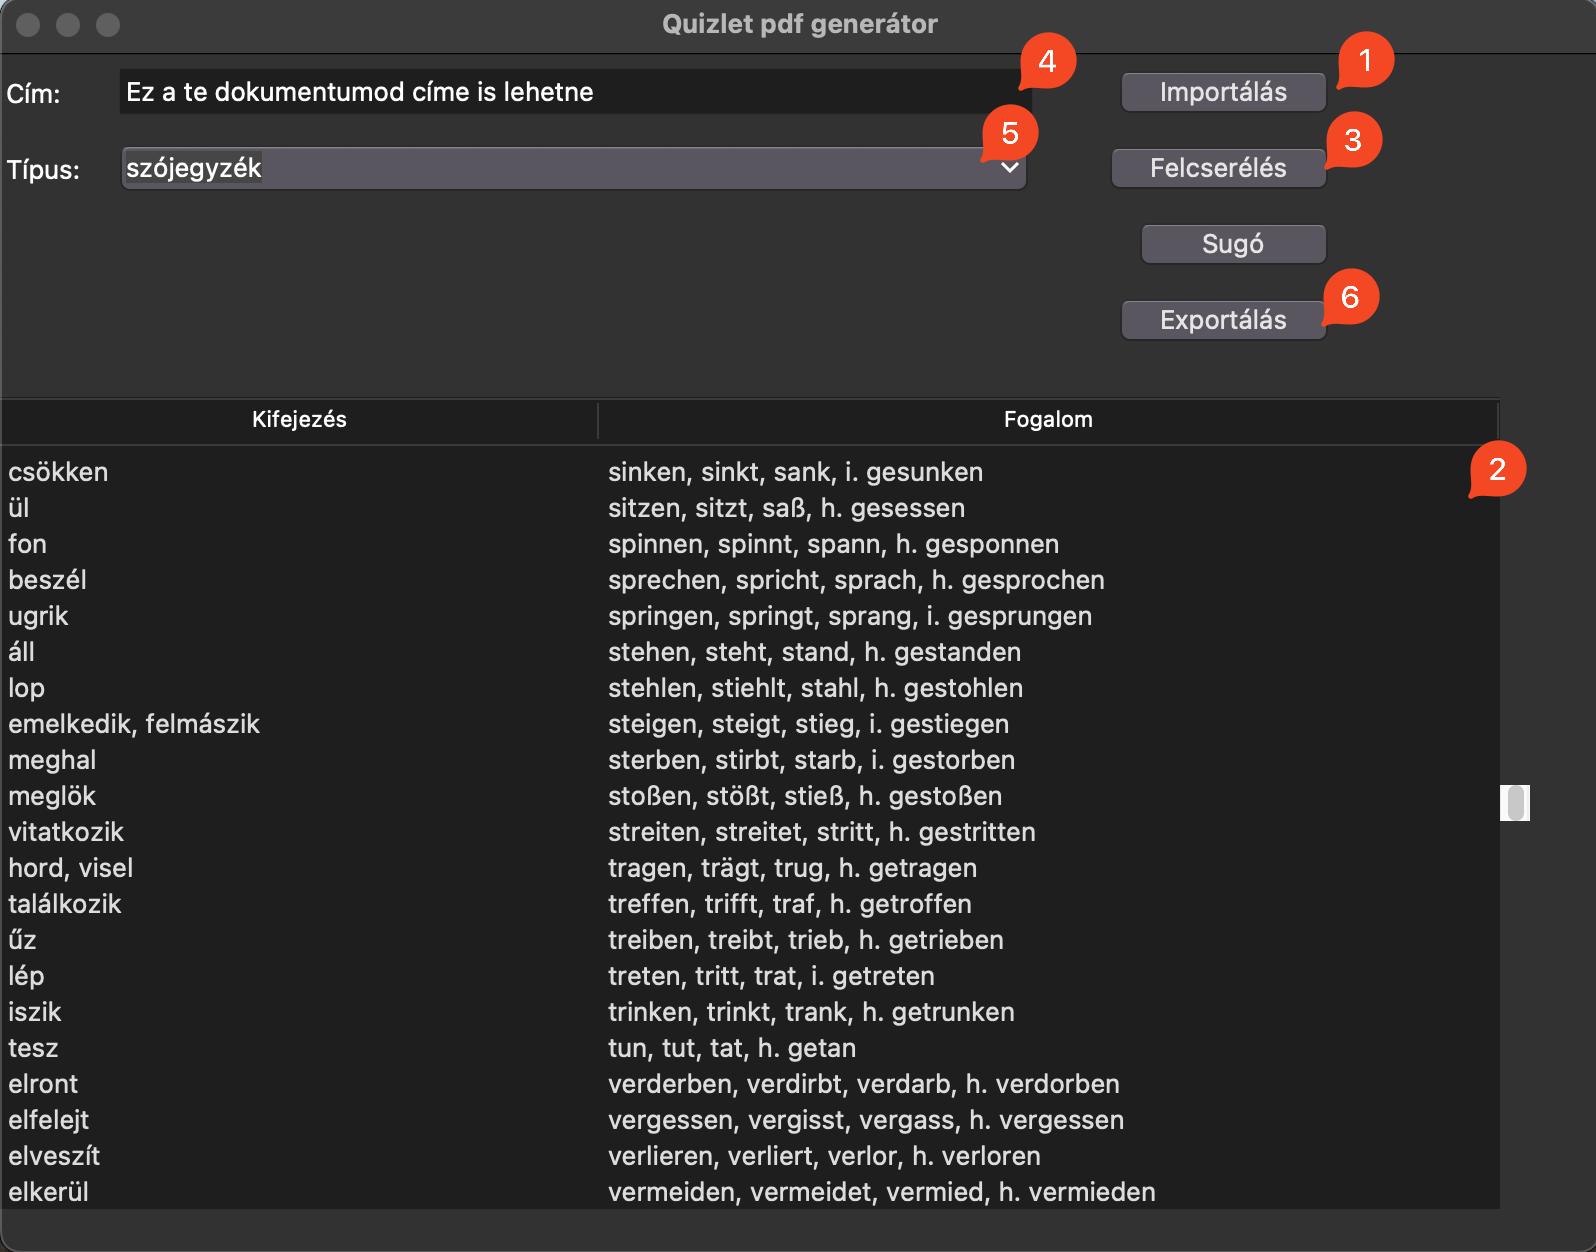 Quizlet pdf generátor
Cím: Ez a te dokumentumod címe is lehetne 4 Importálás 1
Típus: szójegyzék 5 Felcserélés 3
Sugó
Exportálás 6
Kifejezés Fogalom
2
csökken sinken, sinkt, sank, i. gesunken
ül sitzen, sitzt, saß, h. gesessen
fon spinnen, spinnt, spann, h. gesponnen
beszél sprechen, spricht, sprach, h. gesprochen
ugrik springen, springt, sprang, i. gesprungen
áll stehen, steht, stand, h. gestanden
lop stehlen, stiehlt, stahl, h. gestohlen
emelkedik, felmászik steigen, steigt, stieg, i. gestiegen
meghal sterben, stirbt, starb, i. gestorben
meglök stoßen, stößt, stieß, h. gestoßen
vitatkozik streiten, streitet, stritt, h. gestritten
hord, visel tragen, trägt, trug, h. getragen
találkozik treffen, trifft, traf, h. getroffen
űz treiben, treibt, trieb, h. getrieben
lép treten, tritt, trat, i. getreten
iszik trinken, trinkt, trank, h. getrunken
tesz tun, tut, tat, h. getan
elront verderben, verdirbt, verdarb, h. verdorben
elfelejt vergessen, vergisst, vergass, h. vergessen
elveszít verlieren, verliert, verlor, h. verloren
elkerül vermeiden, vermeidet, vermied, h. vermieden